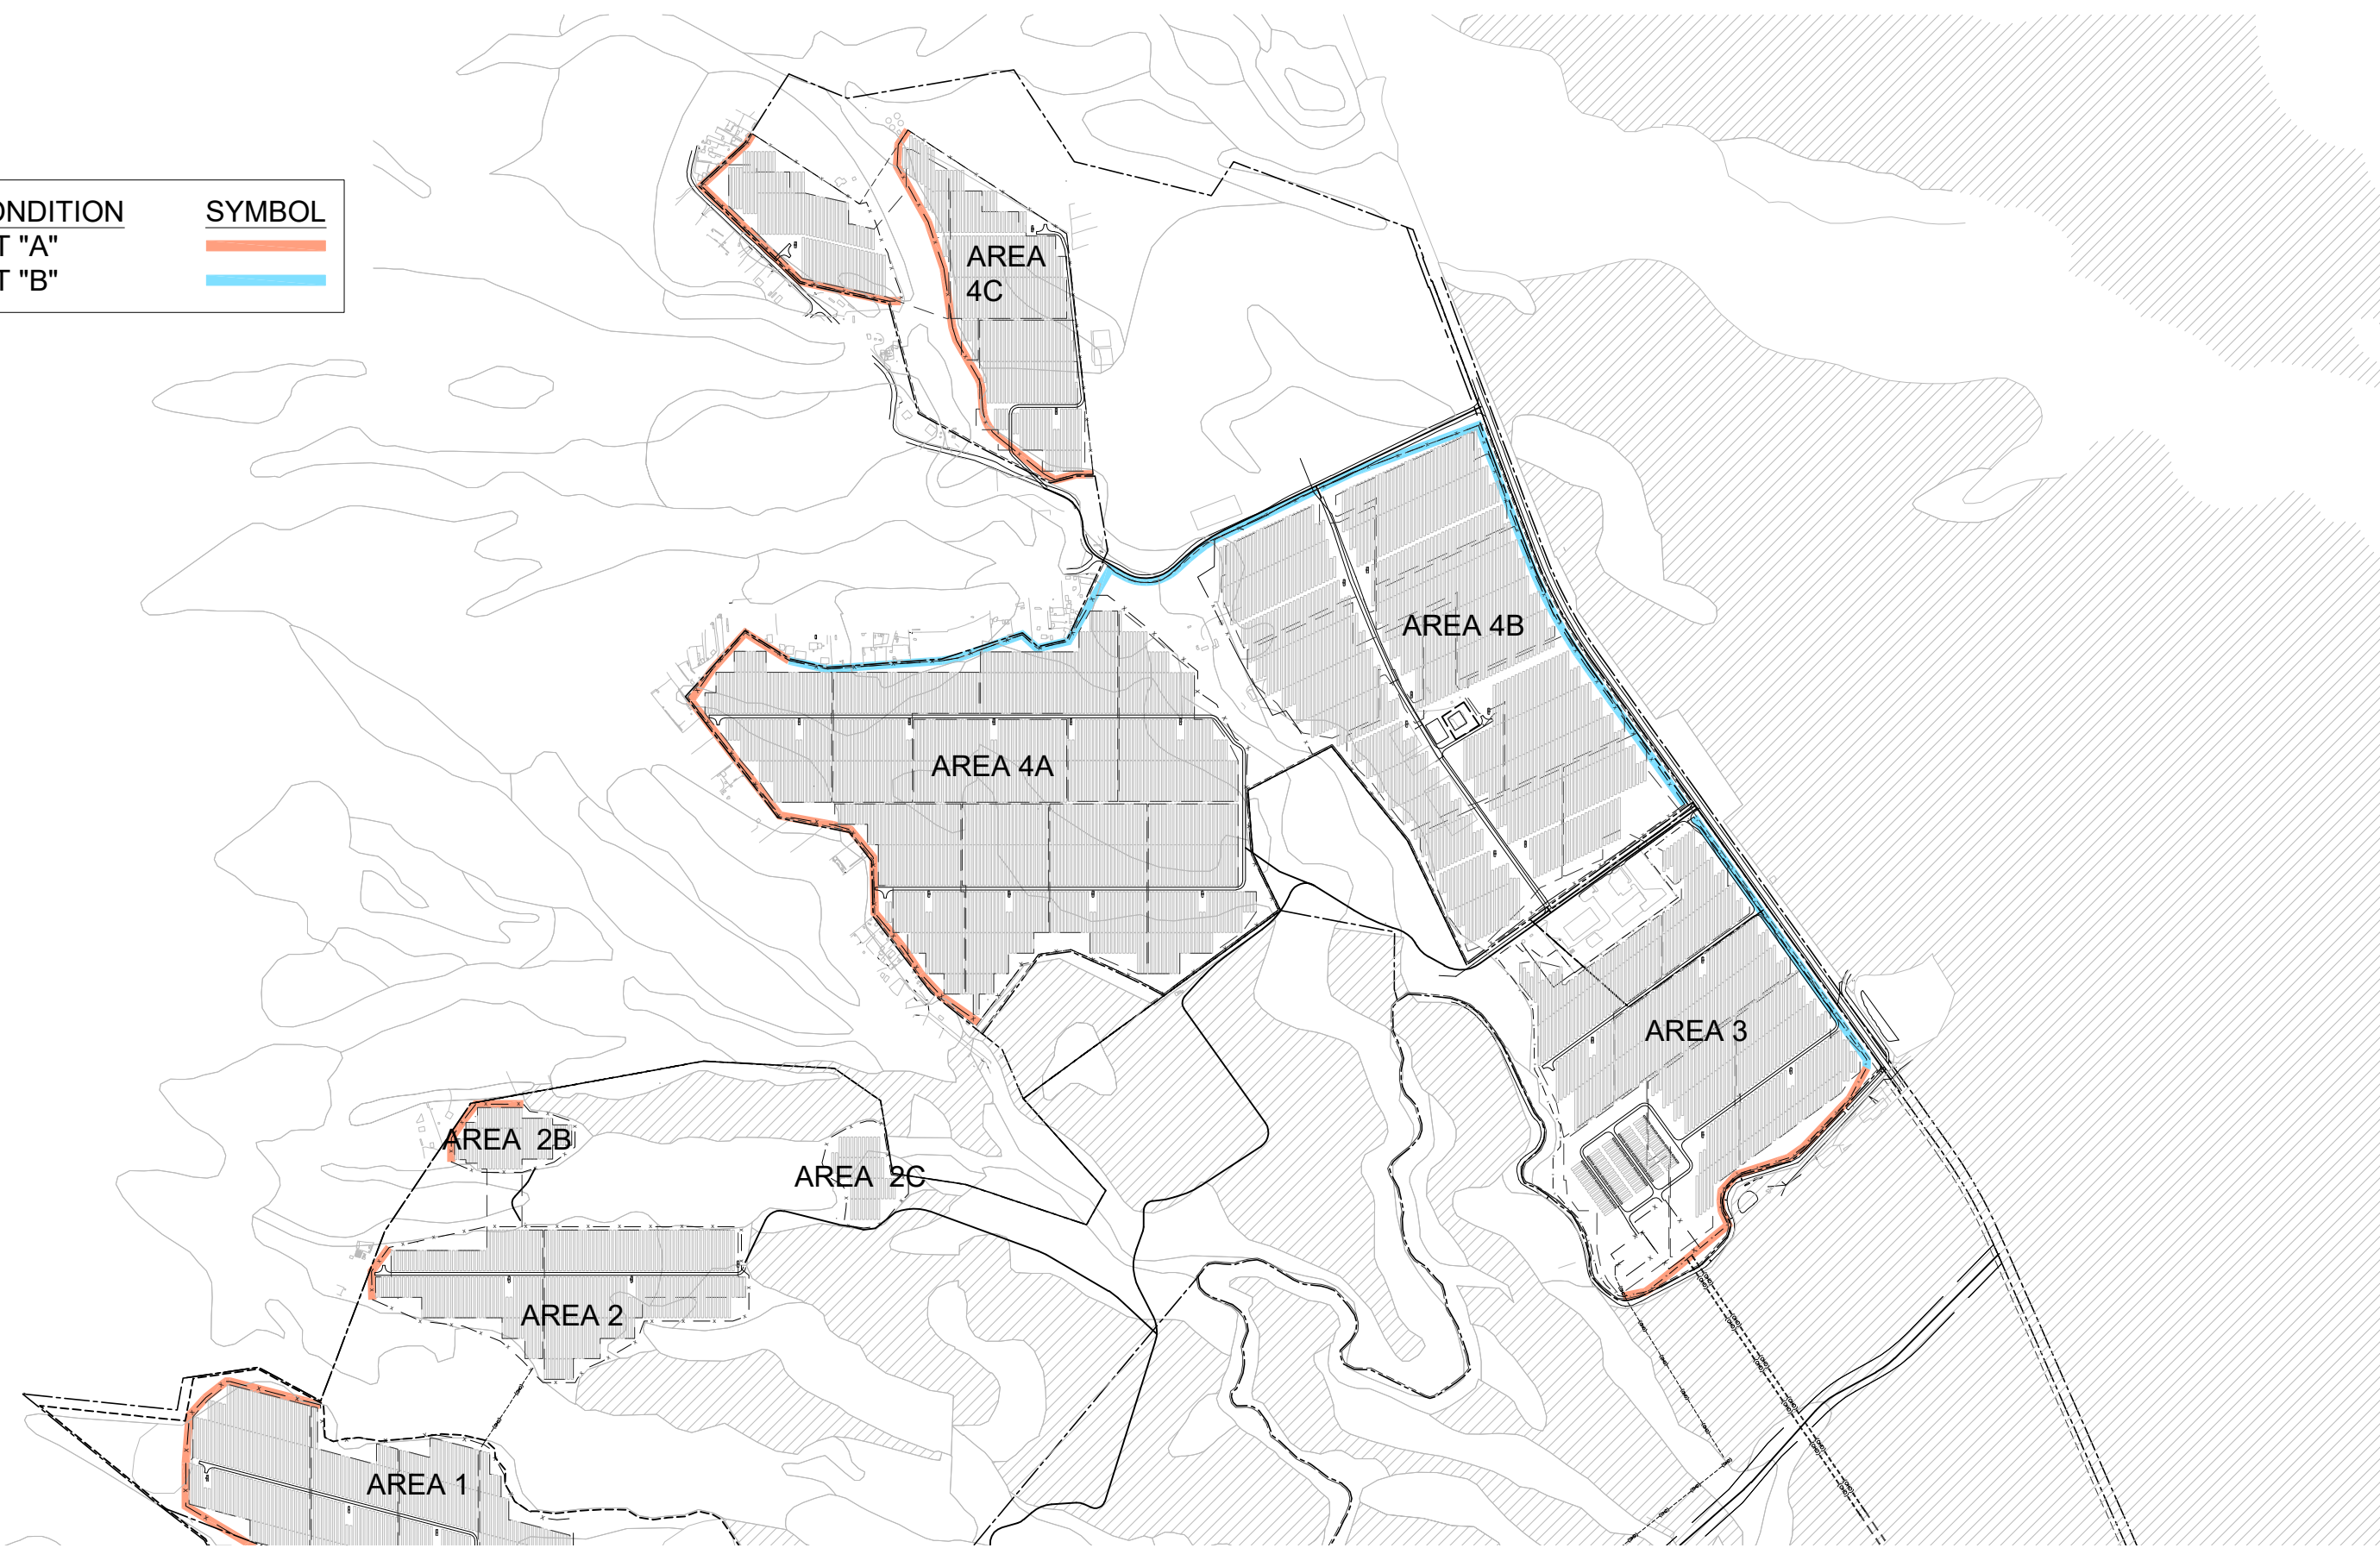 ONDITION SYMBOL
T "A"
T "B"
AREA
4C
AREA 4B
AREA 4A
AREA 3
AREA 2B
AREA 2C
AREA 2
AREA 1